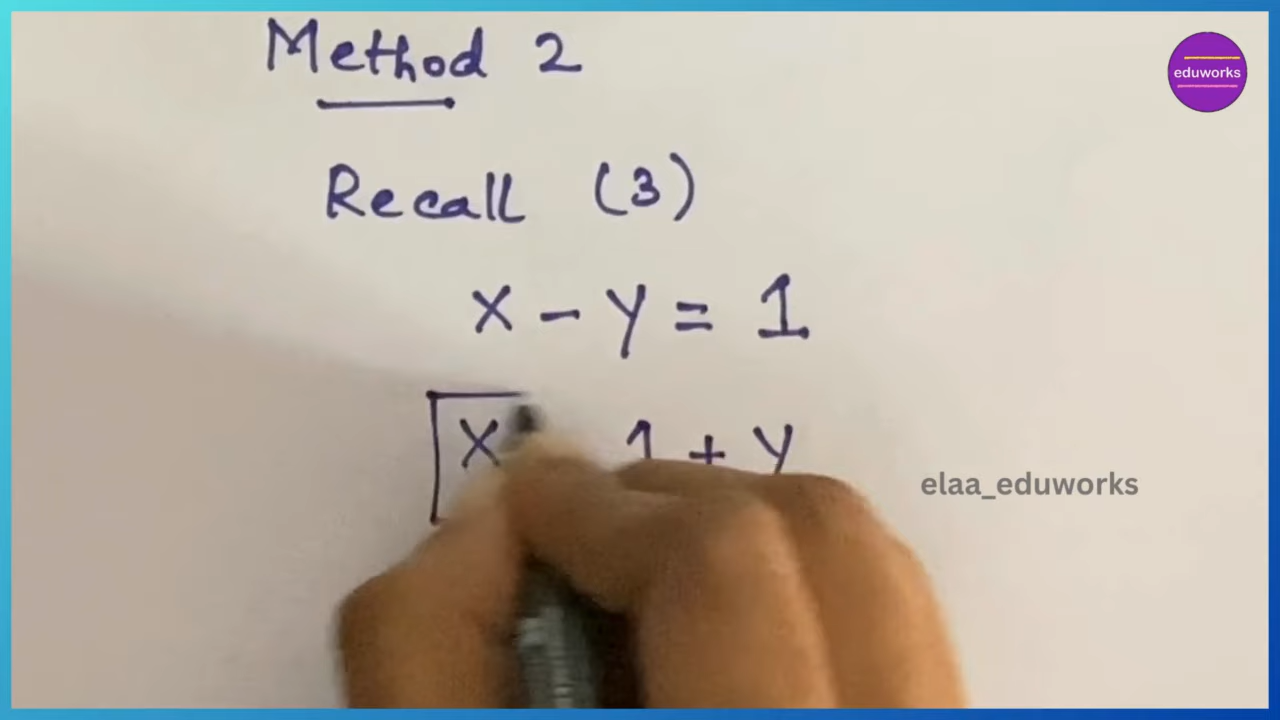 Method 2
eduworks
Recall (3)
x - y = 1
x 1 + y
elaa_eduworks